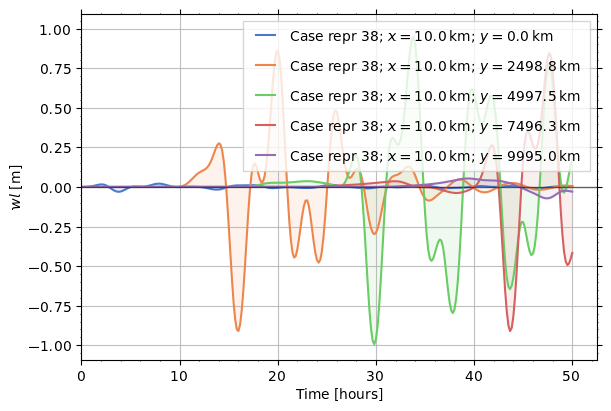 1.00
0.75
0.50
0.25
0.00
−0.25
−0.50
−0.75
−1.00
wl [m]
Case repr 38; x = 10.0 km; y = 0.0 km
Case repr 38; x = 10.0 km; y = 2498.8 km
Case repr 38; x = 10.0 km; y = 4997.5 km
Case repr 38; x = 10.0 km; y = 7496.3 km
Case repr 38; x = 10.0 km; y = 9995.0 km
0 10 20 30 40 50
Time [hours]